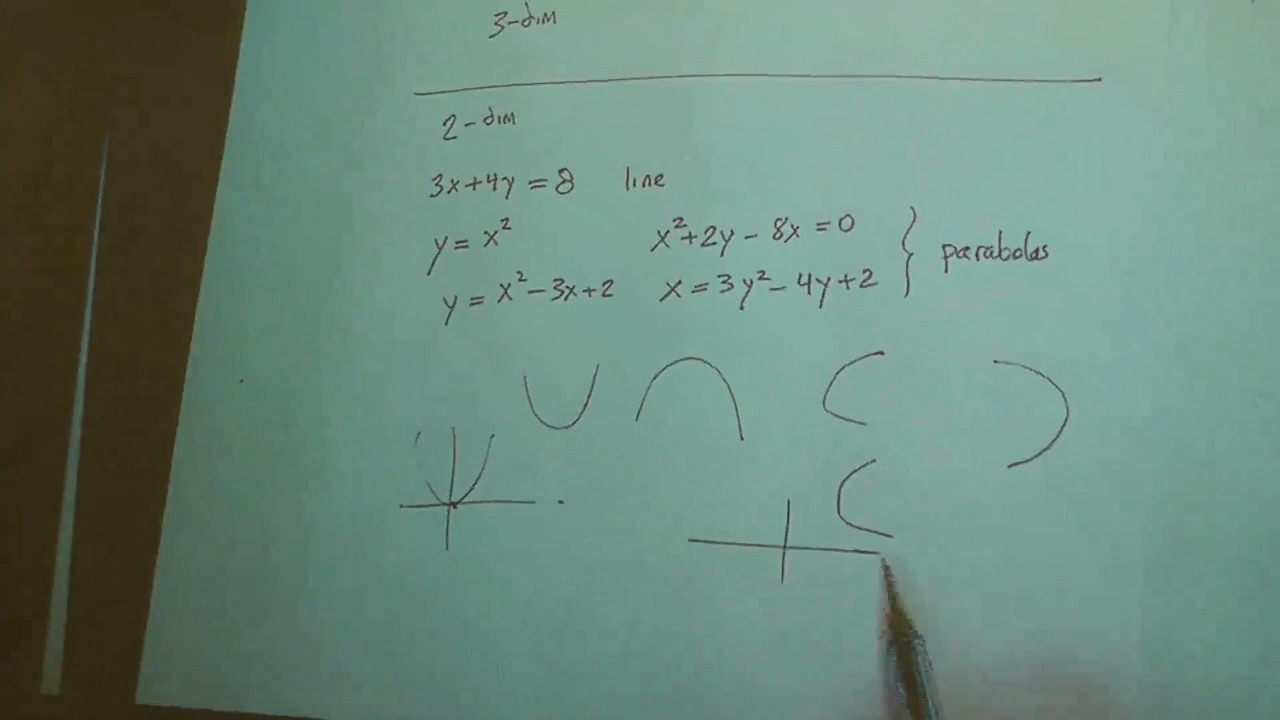 3-dim
2-dim
3x+4y=8 line
y=x² x²+2y-8x=0
y=x²-3x+2 x=3y²-4y+2 } parabolas